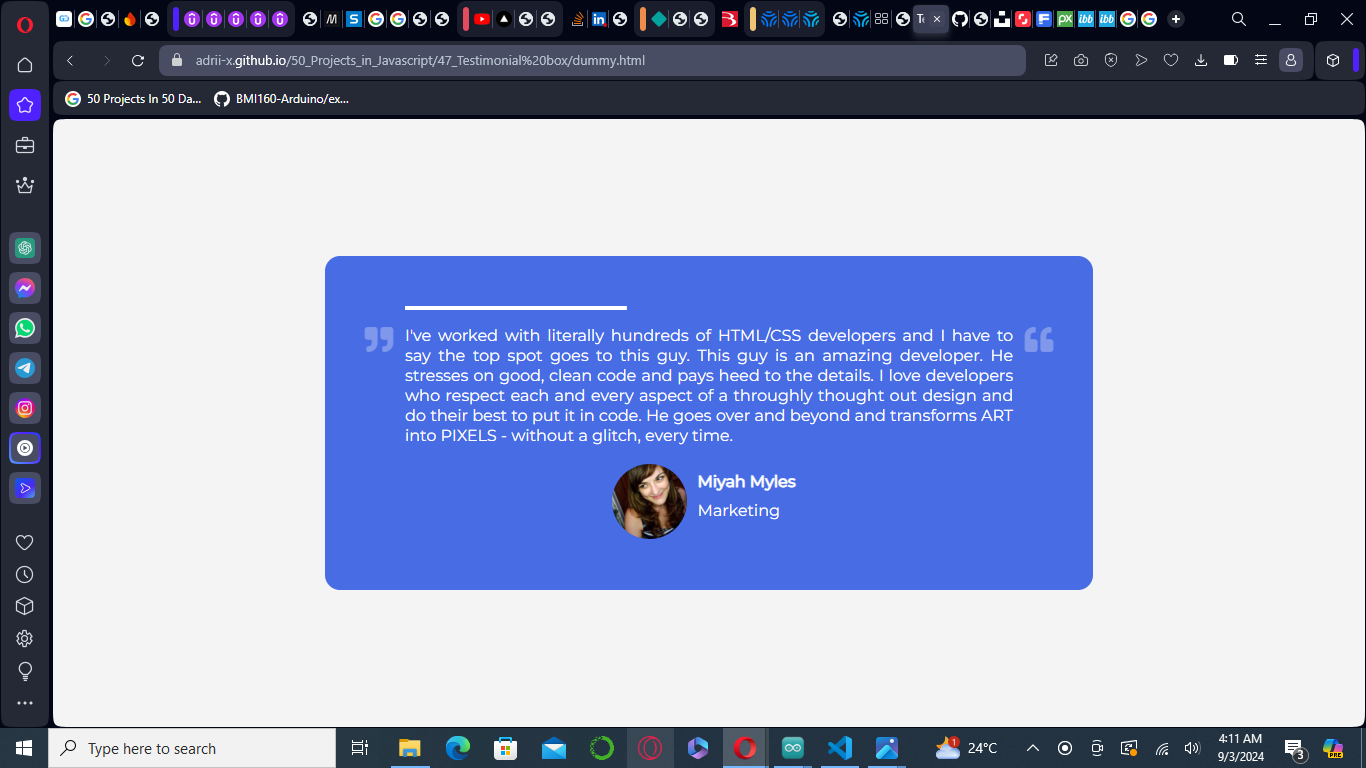 Te
adrii-x.github.io/50_Projects_in_Javascript/47_Testimonial%20box/dummy.html
50 Projects In 50 Da...
BMI160-Arduino/ex...
I've worked with literally hundreds of HTML/CSS developers and I have to
say the top spot goes to this guy. This guy is an amazing developer. He
stresses on good, clean code and pays heed to the details. I love developers
who respect each and every aspect of a throughly thought out design and
do their best to put it in code. He goes over and beyond and transforms ART
into PIXELS - without a glitch, every time.
Miyah Myles
Marketing
Type here to search
1
24°C
4:11 AM
9/3/2024
3
PRE